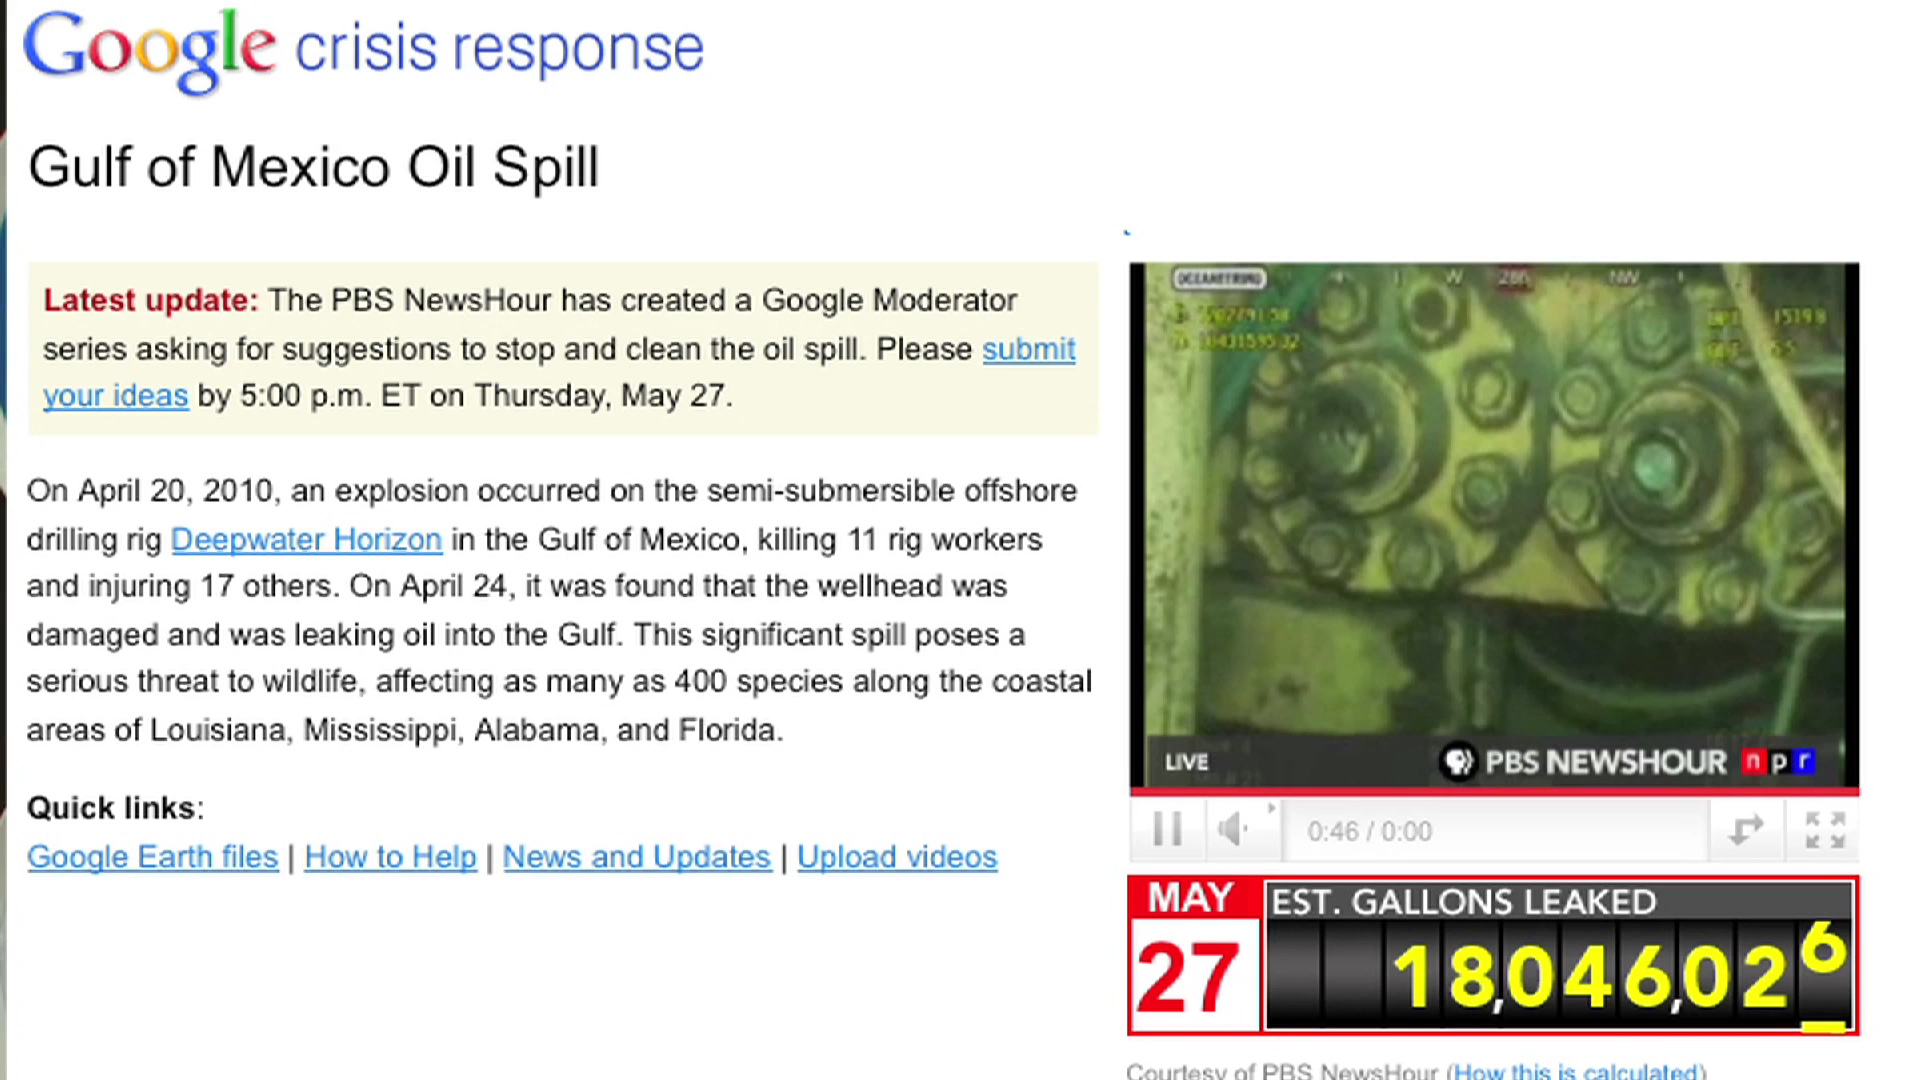 Google crisis response
Gulf of Mexico Oil Spill
Latest update: The PBS NewsHour has created a Google Moderator
series asking for suggestions to stop and clean the oil spill. Please submit
your ideas by 5:00 p.m. ET on Thursday, May 27.
On April 20, 2010, an explosion occurred on the semi-submersible offshore
drilling rig Deepwater Horizon in the Gulf of Mexico, killing 11 rig workers
and injuring 17 others. On April 24, it was found that the wellhead was
damaged and was leaking oil into the Gulf. This significant spill poses a
serious threat to wildlife, affecting as many as 400 species along the coastal
areas of Louisiana, Mississippi, Alabama, and Florida.
Quick links:
Google Earth files | How to Help | News and Updates | Upload videos
OCEANEERING W 286 NW
LIVE PBS NEWSHOUR npr
0:46 / 0:00
MAY
27
EST. GALLONS LEAKED
18,046,026
Courtesy of PBS NewsHour (How this is calculated)